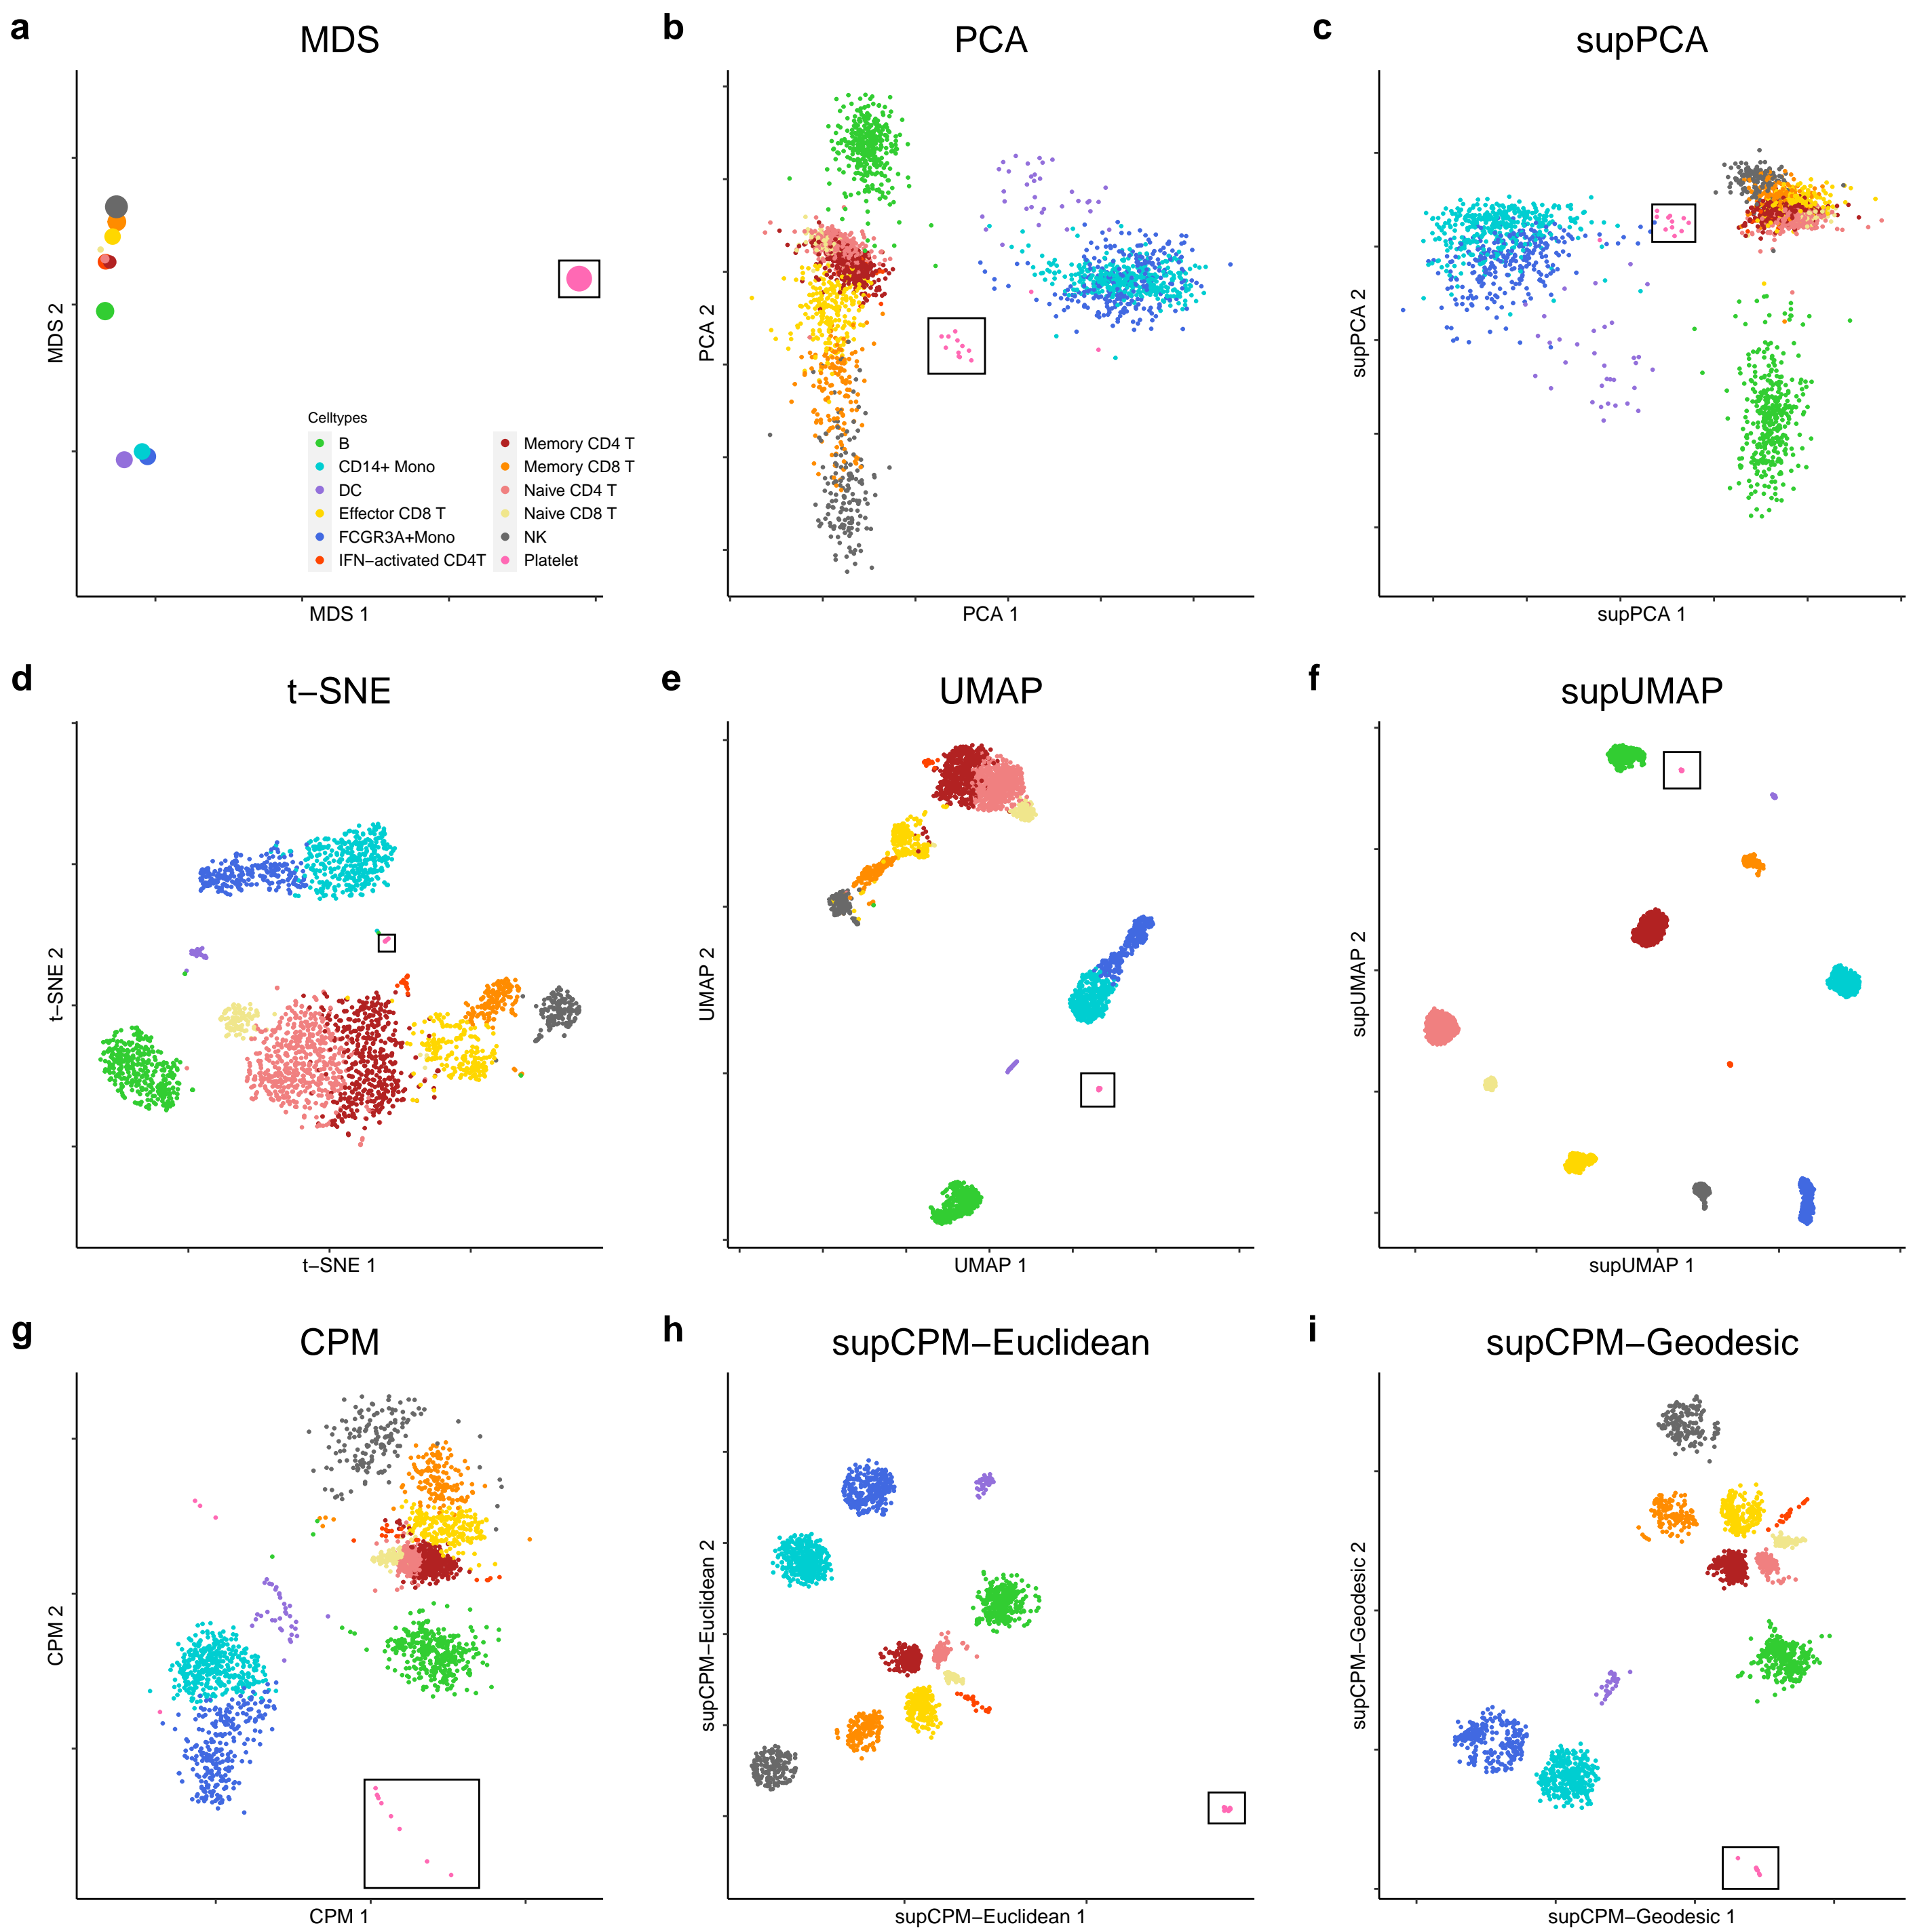 a
MDS
b
PCA
c
supPCA
MDS 2
Celltypes
B
CD14+ Mono
DC
Effector CD8 T
FCGR3A+Mono
IFN−activated CD4T
Memory CD4 T
Memory CD8 T
Naive CD4 T
Naive CD8 T
NK
Platelet
MDS 1
PCA 2
PCA 1
supPCA 2
supPCA 1
d
t−SNE
e
UMAP
f
supUMAP
t−SNE 2
t−SNE 1
UMAP 2
UMAP 1
supUMAP 2
supUMAP 1
g
CPM
h
supCPM−Euclidean
i
supCPM−Geodesic
CPM 2
CPM 1
supCPM−Euclidean 2
supCPM−Euclidean 1
supCPM−Geodesic 2
supCPM−Geodesic 1